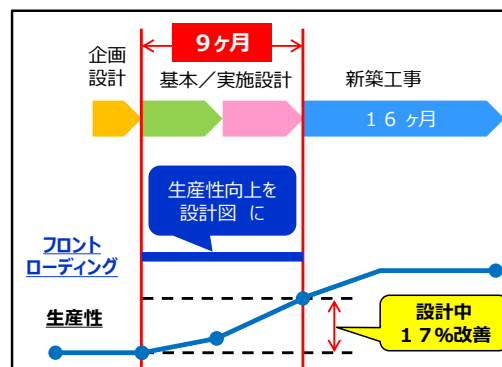 9ヶ月
企画
設計
基本／実施設計
新築工事
１６ ヶ月
生産性向上を
設計図 に
フロント
ローディング
生産性
設計中
１７％改善